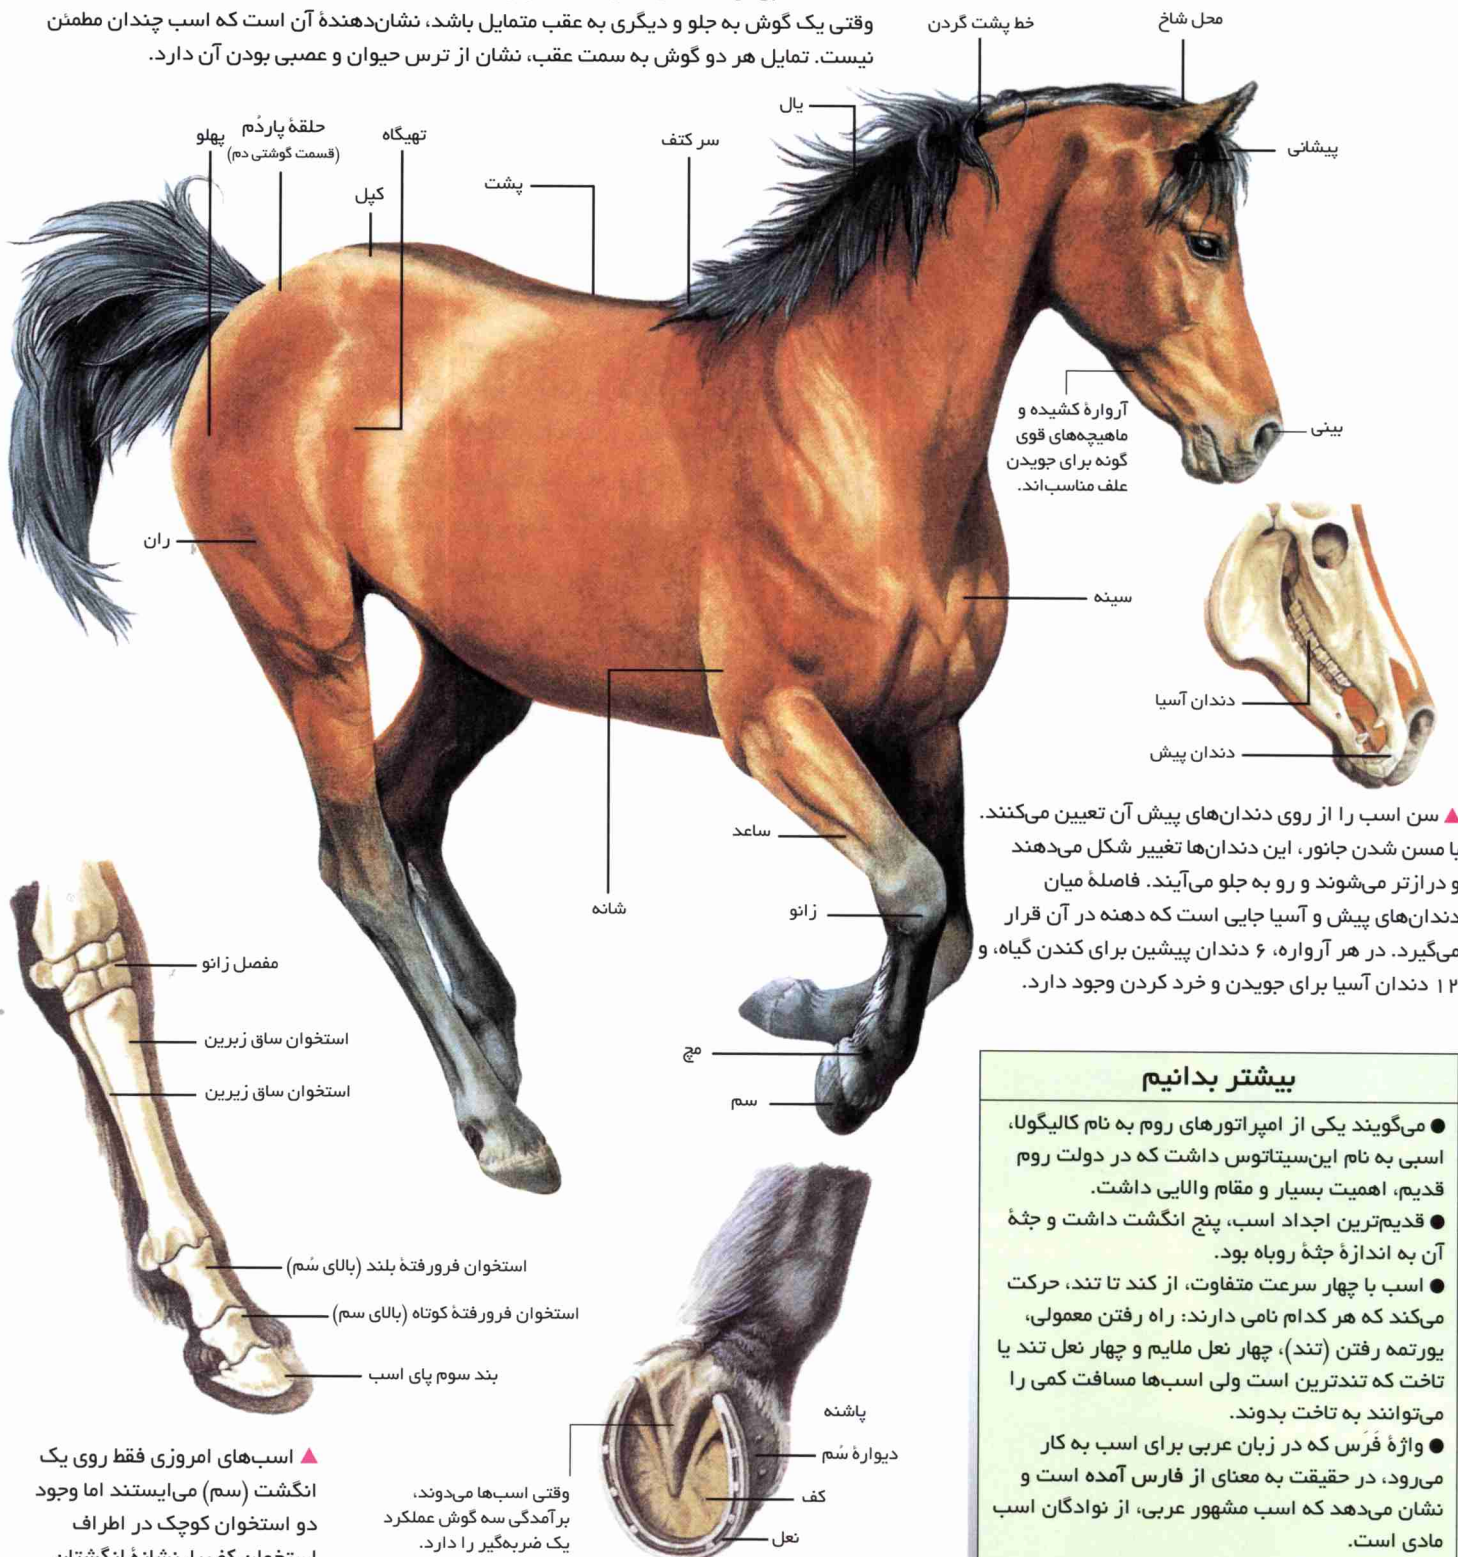 وقتی یک گوش به جلو و دیگری به عقب متمایل باشد، نشان‌دهندهٔ آن است که اسب چندان مطمئن
نیست. تمایل هر دو گوش به سمت عقب، نشان از ترس حیوان و عصبی بودن آن دارد.
محل شاخ
خط پشت گردن
یال
پیشانی
سر کتف
پشت
تهیگاه
کپل
حلقهٔ پاردُم
(قسمت گوشتی دم)
پهلو
بینی
آروارهٔ کشیده و
ماهیچه‌های قوی
گونه برای جویدن
علف مناسب‌اند.
ران
سینه
دندان آسیا
دندان پیش
ساعد
شانه
زانو
مچ
سم
▲ سن اسب را از روی دندان‌های پیش آن تعیین می‌کنند.
با مسن شدن جانور، این دندان‌ها تغییر شکل می‌دهند
و درازتر می‌شوند و رو به جلو می‌آیند. فاصلهٔ میان
دندان‌های پیش و آسیا جایی است که دهنه در آن قرار
می‌گیرد. در هر آرواره، ۶ دندان پیشین برای کندن گیاه، و
۱۲ دندان آسیا برای جویدن و خرد کردن وجود دارد.
مفصل زانو
استخوان ساق زبرین
استخوان ساق زیرین
استخوان فرورفتهٔ بلند (بالای سُم)
استخوان فرورفتهٔ کوتاه (بالای سم)
بند سوم پای اسب
بیشتر بدانیم
● می‌گویند یکی از امپراتورهای روم به نام کالیگولا،
اسبی به نام این‌سیتاتوس داشت که در دولت روم
قدیم، اهمیت بسیار و مقام والایی داشت.
● قدیم‌ترین اجداد اسب، پنج انگشت داشت و جثهٔ
آن به اندازهٔ جثهٔ روباه بود.
● اسب با چهار سرعت متفاوت، از کند تا تند، حرکت
می‌کند که هر کدام نامی دارند: راه رفتن معمولی،
یورتمه رفتن (تند)، چهار نعل ملایم و چهار نعل تند یا
تاخت که تندترین است ولی اسب‌ها مسافت کمی را
می‌توانند به تاخت بدوند.
● واژهٔ فَرَس که در زبان عربی برای اسب به کار
می‌رود، در حقیقت به معنای از فارس آمده است و
نشان می‌دهد که اسب مشهور عربی، از نوادگان اسب
مادی است.
پاشنه
دیوارهٔ سُم
کف
نعل
وقتی اسب‌ها می‌دوند،
برآمدگی سه گوش عملکرد
یک ضربه‌گیر را دارد.
▲ اسب‌های امروزی فقط روی یک
انگشت (سم) می‌ایستند اما وجود
دو استخوان کوچک در اطراف